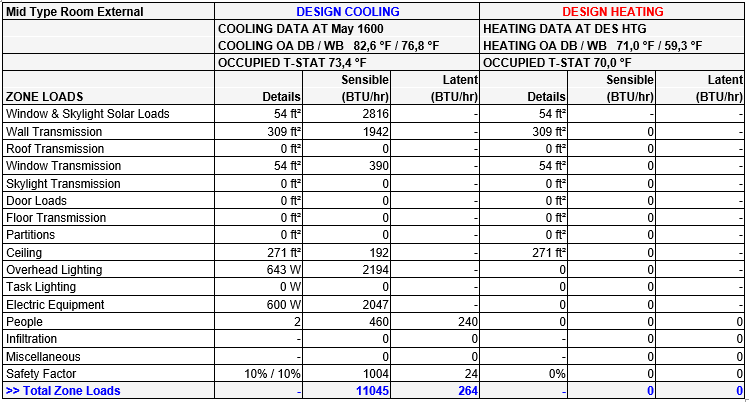 Mid Type Room External DESIGN COOLING DESIGN HEATING
COOLING DATA AT May 1600 HEATING DATA AT DES HTG
COOLING OA DB / WB 82,6 °F / 76,8 °F HEATING OA DB / WB 71,0 °F / 59,3 °F
OCCUPIED T-STAT 73,4 °F OCCUPIED T-STAT 70,0 °F
Sensible Latent Sensible Latent
ZONE LOADS Details (BTU/hr) (BTU/hr) Details (BTU/hr) (BTU/hr)
Window & Skylight Solar Loads 54 ft² 2816 - 54 ft² - -
Wall Transmission 309 ft² 1942 - 309 ft² 0 -
Roof Transmission 0 ft² 0 - 0 ft² 0 -
Window Transmission 54 ft² 390 - 54 ft² 0 -
Skylight Transmission 0 ft² 0 - 0 ft² 0 -
Door Loads 0 ft² 0 - 0 ft² 0 -
Floor Transmission 0 ft² 0 - 0 ft² 0 -
Partitions 0 ft² 0 - 0 ft² 0 -
Ceiling 271 ft² 192 - 271 ft² 0 -
Overhead Lighting 643 W 2194 - 0 0 -
Task Lighting 0 W 0 - 0 0 -
Electric Equipment 600 W 2047 - 0 0 -
People 2 460 240 0 0 0
Infiltration - 0 0 - 0 0
Miscellaneous - 0 0 - 0 0
Safety Factor 10% / 10% 1004 24 0% 0 0
>> Total Zone Loads - 11045 264 - 0 0